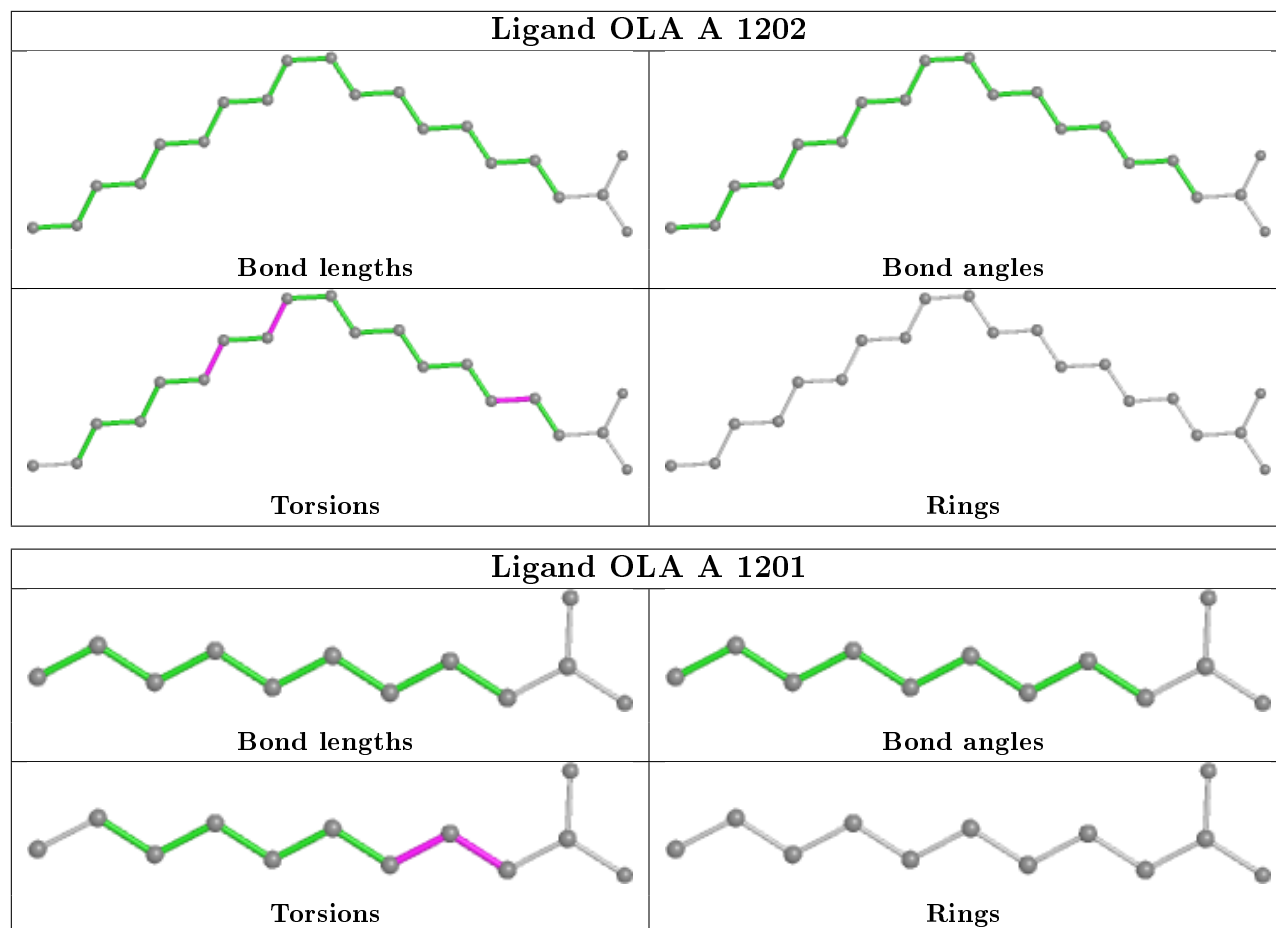 Ligand OLA A 1202
Bond lengths
Bond angles
Torsions
Rings
Ligand OLA A 1201
Bond lengths
Bond angles
Torsions
Rings